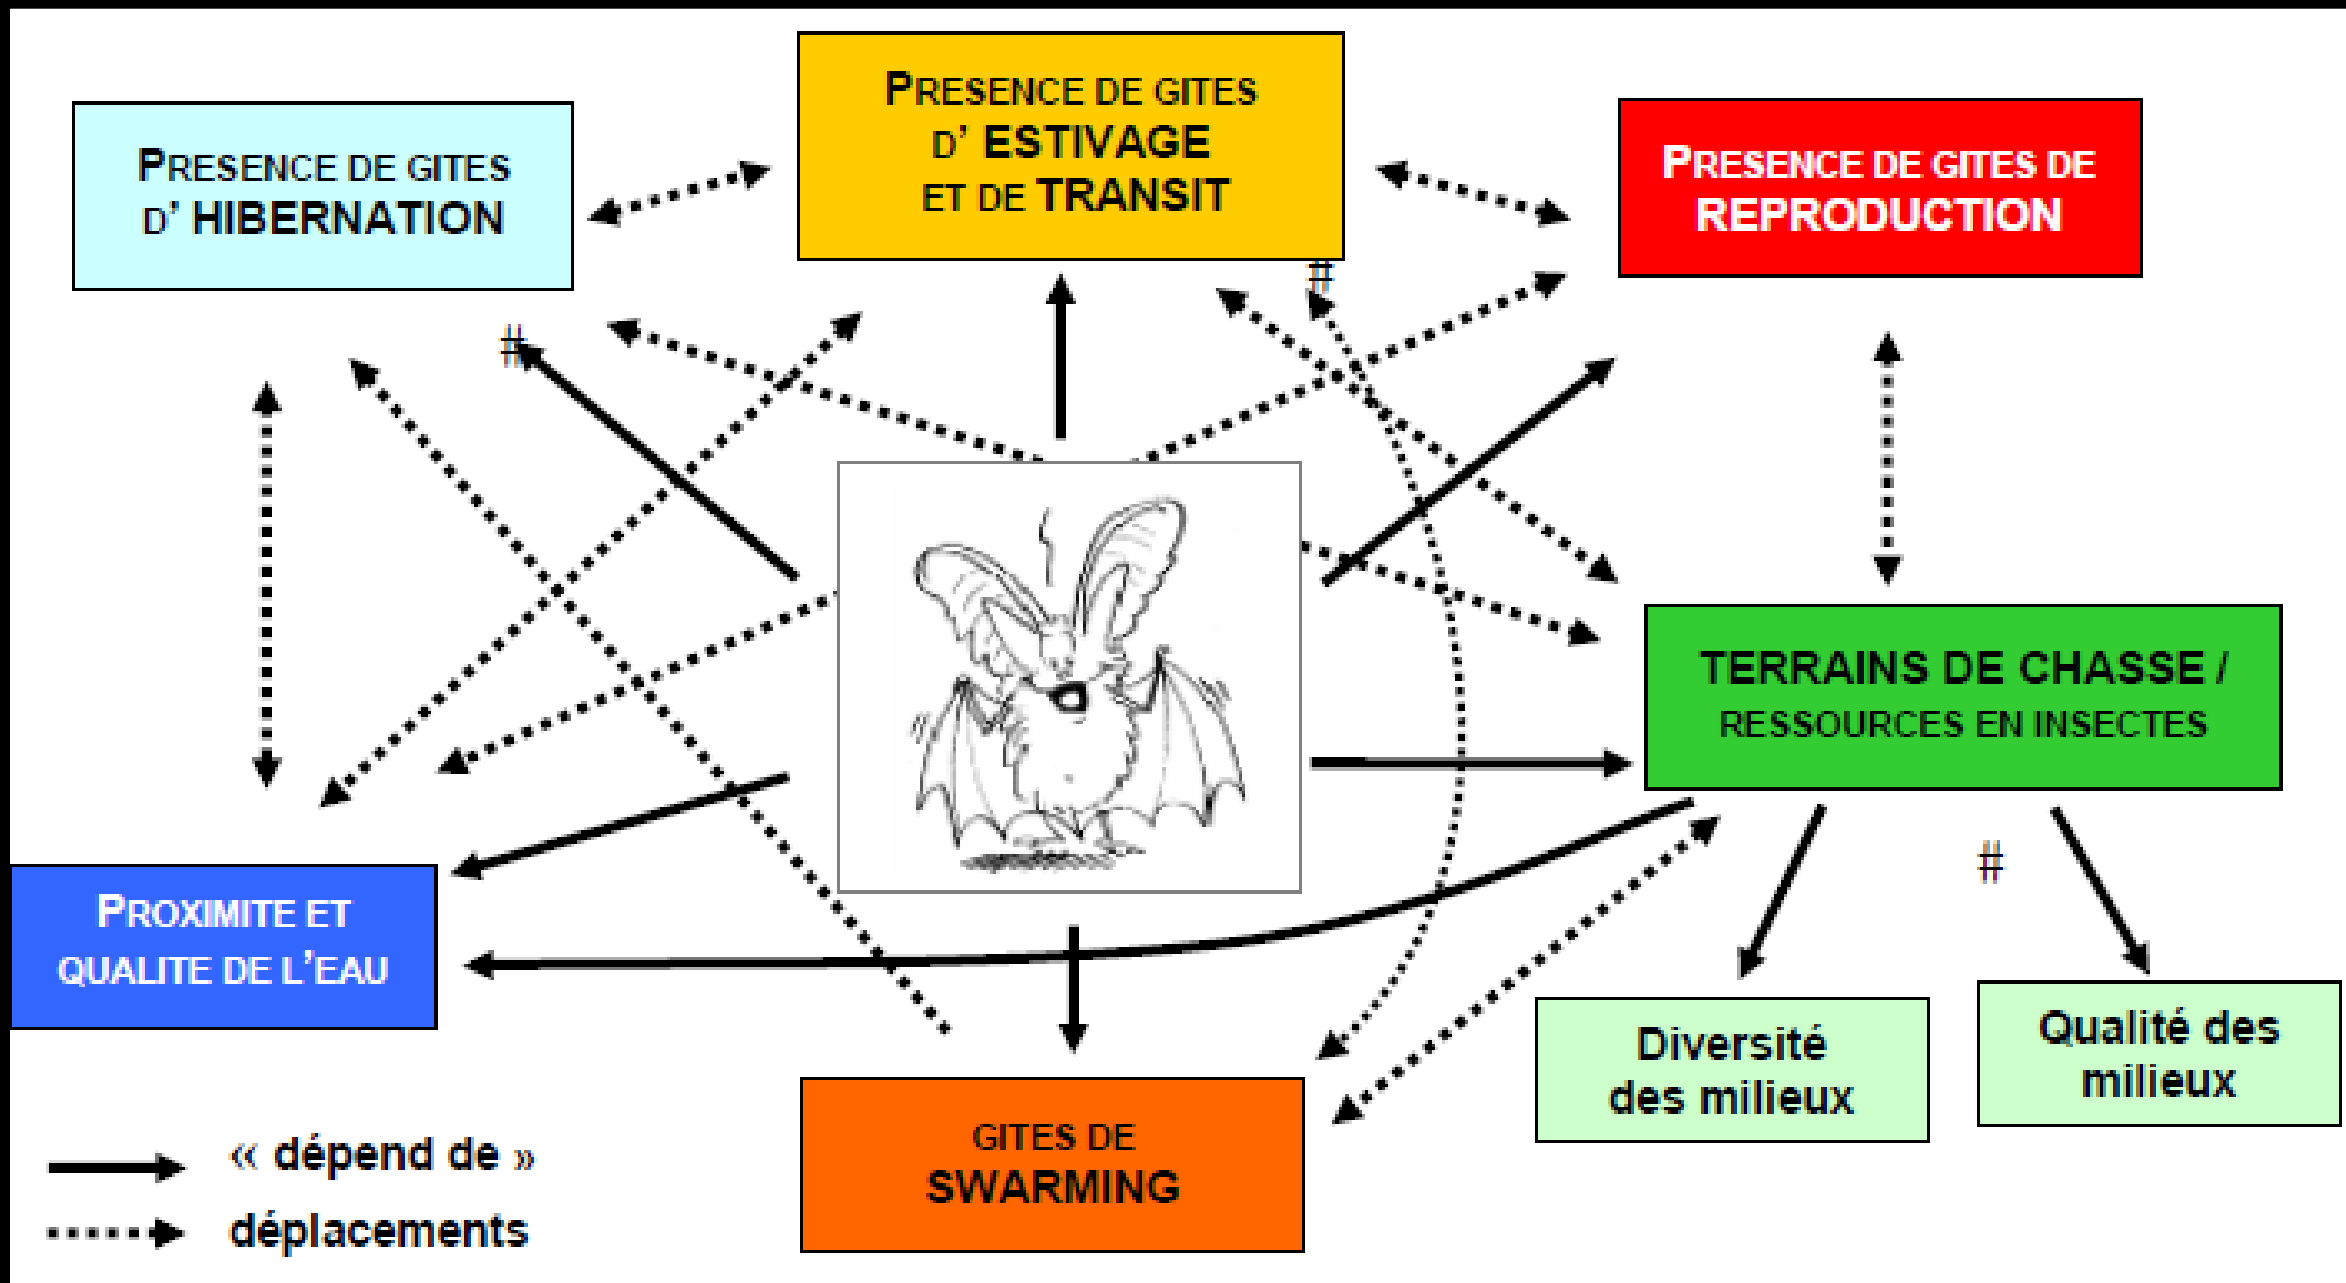 PRESENCE DE GITES
D’ ESTIVAGE
ET DE TRANSIT
PRESENCE DE GITES
D’ HIBERNATION
PRESENCE DE GITES DE
REPRODUCTION
#
#
TERRAINS DE CHASSE /
RESSOURCES EN INSECTES
#
PROXIMITE ET
QUALITE DE L’EAU
Diversité
des milieux
Qualité des
milieux
GITES DE
SWARMING
« dépend de »
déplacements